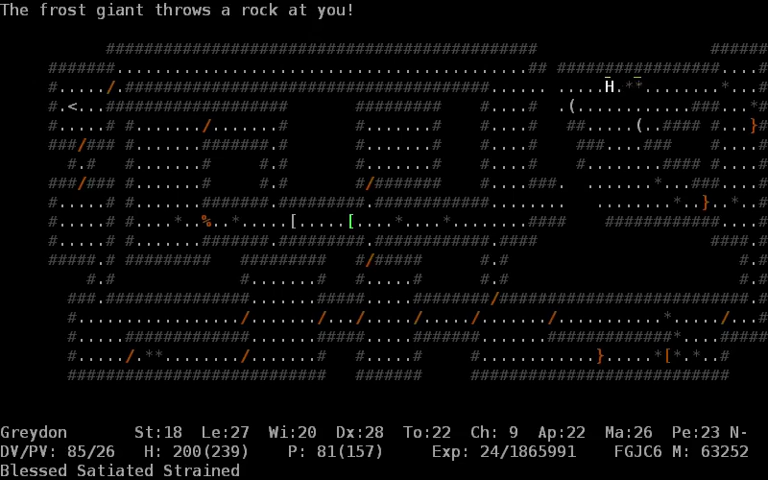 The frost giant throws a rock at you!
Greydon St:18 Le:27 Wi:20 Dx:28 To:22 Ch: 9 Ap:22 Ma:26 Pe:23 N-
DV/PV: 85/26 H: 200(239) P: 81(157) Exp: 24/1865991 FGJC6 M: 63252
Blessed Satiated Strained